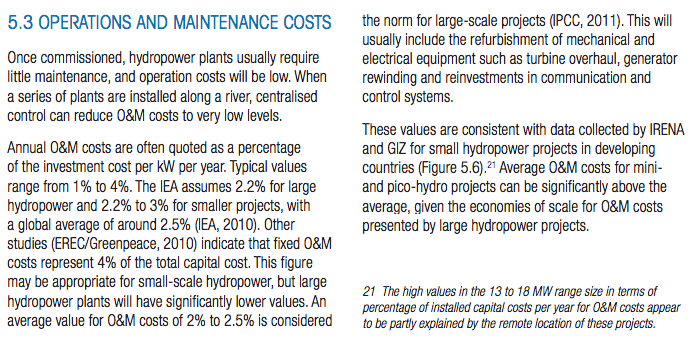 5.3 OPERATIONS AND MAINTENANCE COSTS
Once commissioned, hydropower plants usually require
little maintenance, and operation costs will be low. When
a series of plants are installed along a river, centralised
control can reduce O&M costs to very low levels.
Annual O&M costs are often quoted as a percentage
of the investment cost per kW per year. Typical values
range from 1% to 4%. The IEA assumes 2.2% for large
hydropower and 2.2% to 3% for smaller projects, with
a global average of around 2.5% (IEA, 2010). Other
studies (EREC/Greenpeace, 2010) indicate that fixed O&M
costs represent 4% of the total capital cost. This figure
may be appropriate for small-scale hydropower, but large
hydropower plants will have significantly lower values. An
average value for O&M costs of 2% to 2.5% is considered
the norm for large-scale projects (IPCC, 2011). This will
usually include the refurbishment of mechanical and
electrical equipment such as turbine overhaul, generator
rewinding and reinvestments in communication and
control systems.
These values are consistent with data collected by IRENA
and GIZ for small hydropower projects in developing
countries (Figure 5.6).21 Average O&M costs for mini-
and pico-hydro projects can be significantly above the
average, given the economies of scale for O&M costs
presented by large hydropower projects.
21 The high values in the 13 to 18 MW range size in terms of
percentage of installed capital costs per year for O&M costs appear
to be partly explained by the remote location of these projects.